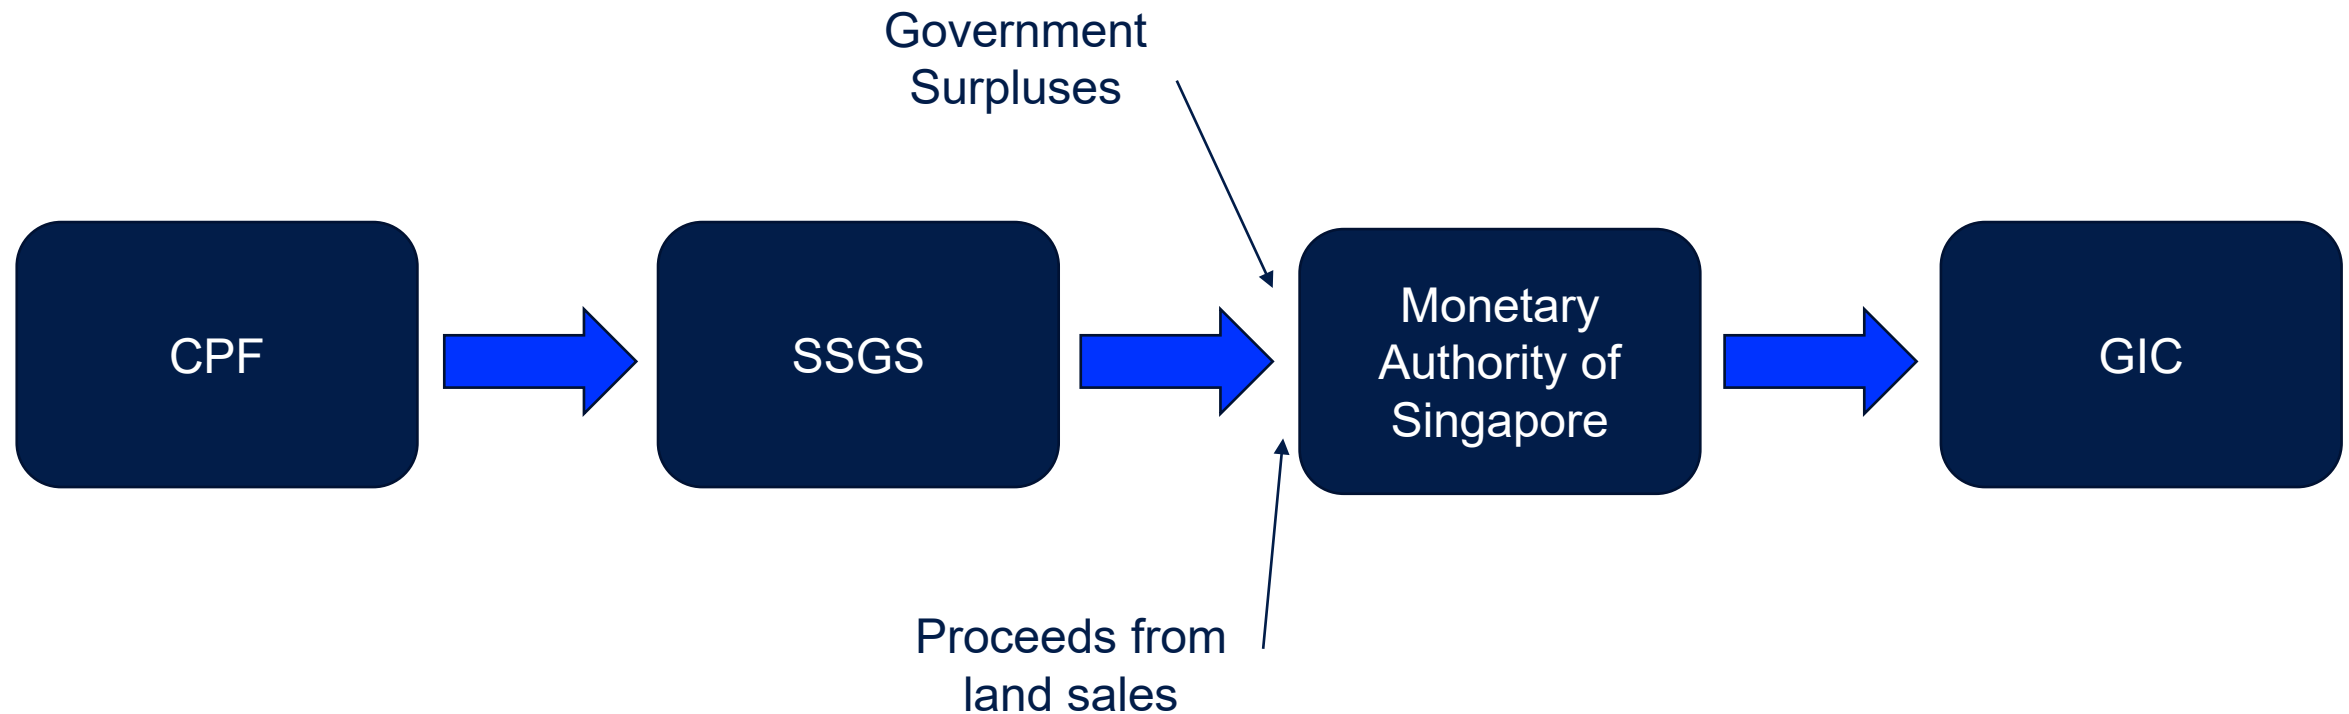 Government
Surpluses
CPF
SSGS
Monetary
Authority of
Singapore
GIC
Proceeds from
land sales